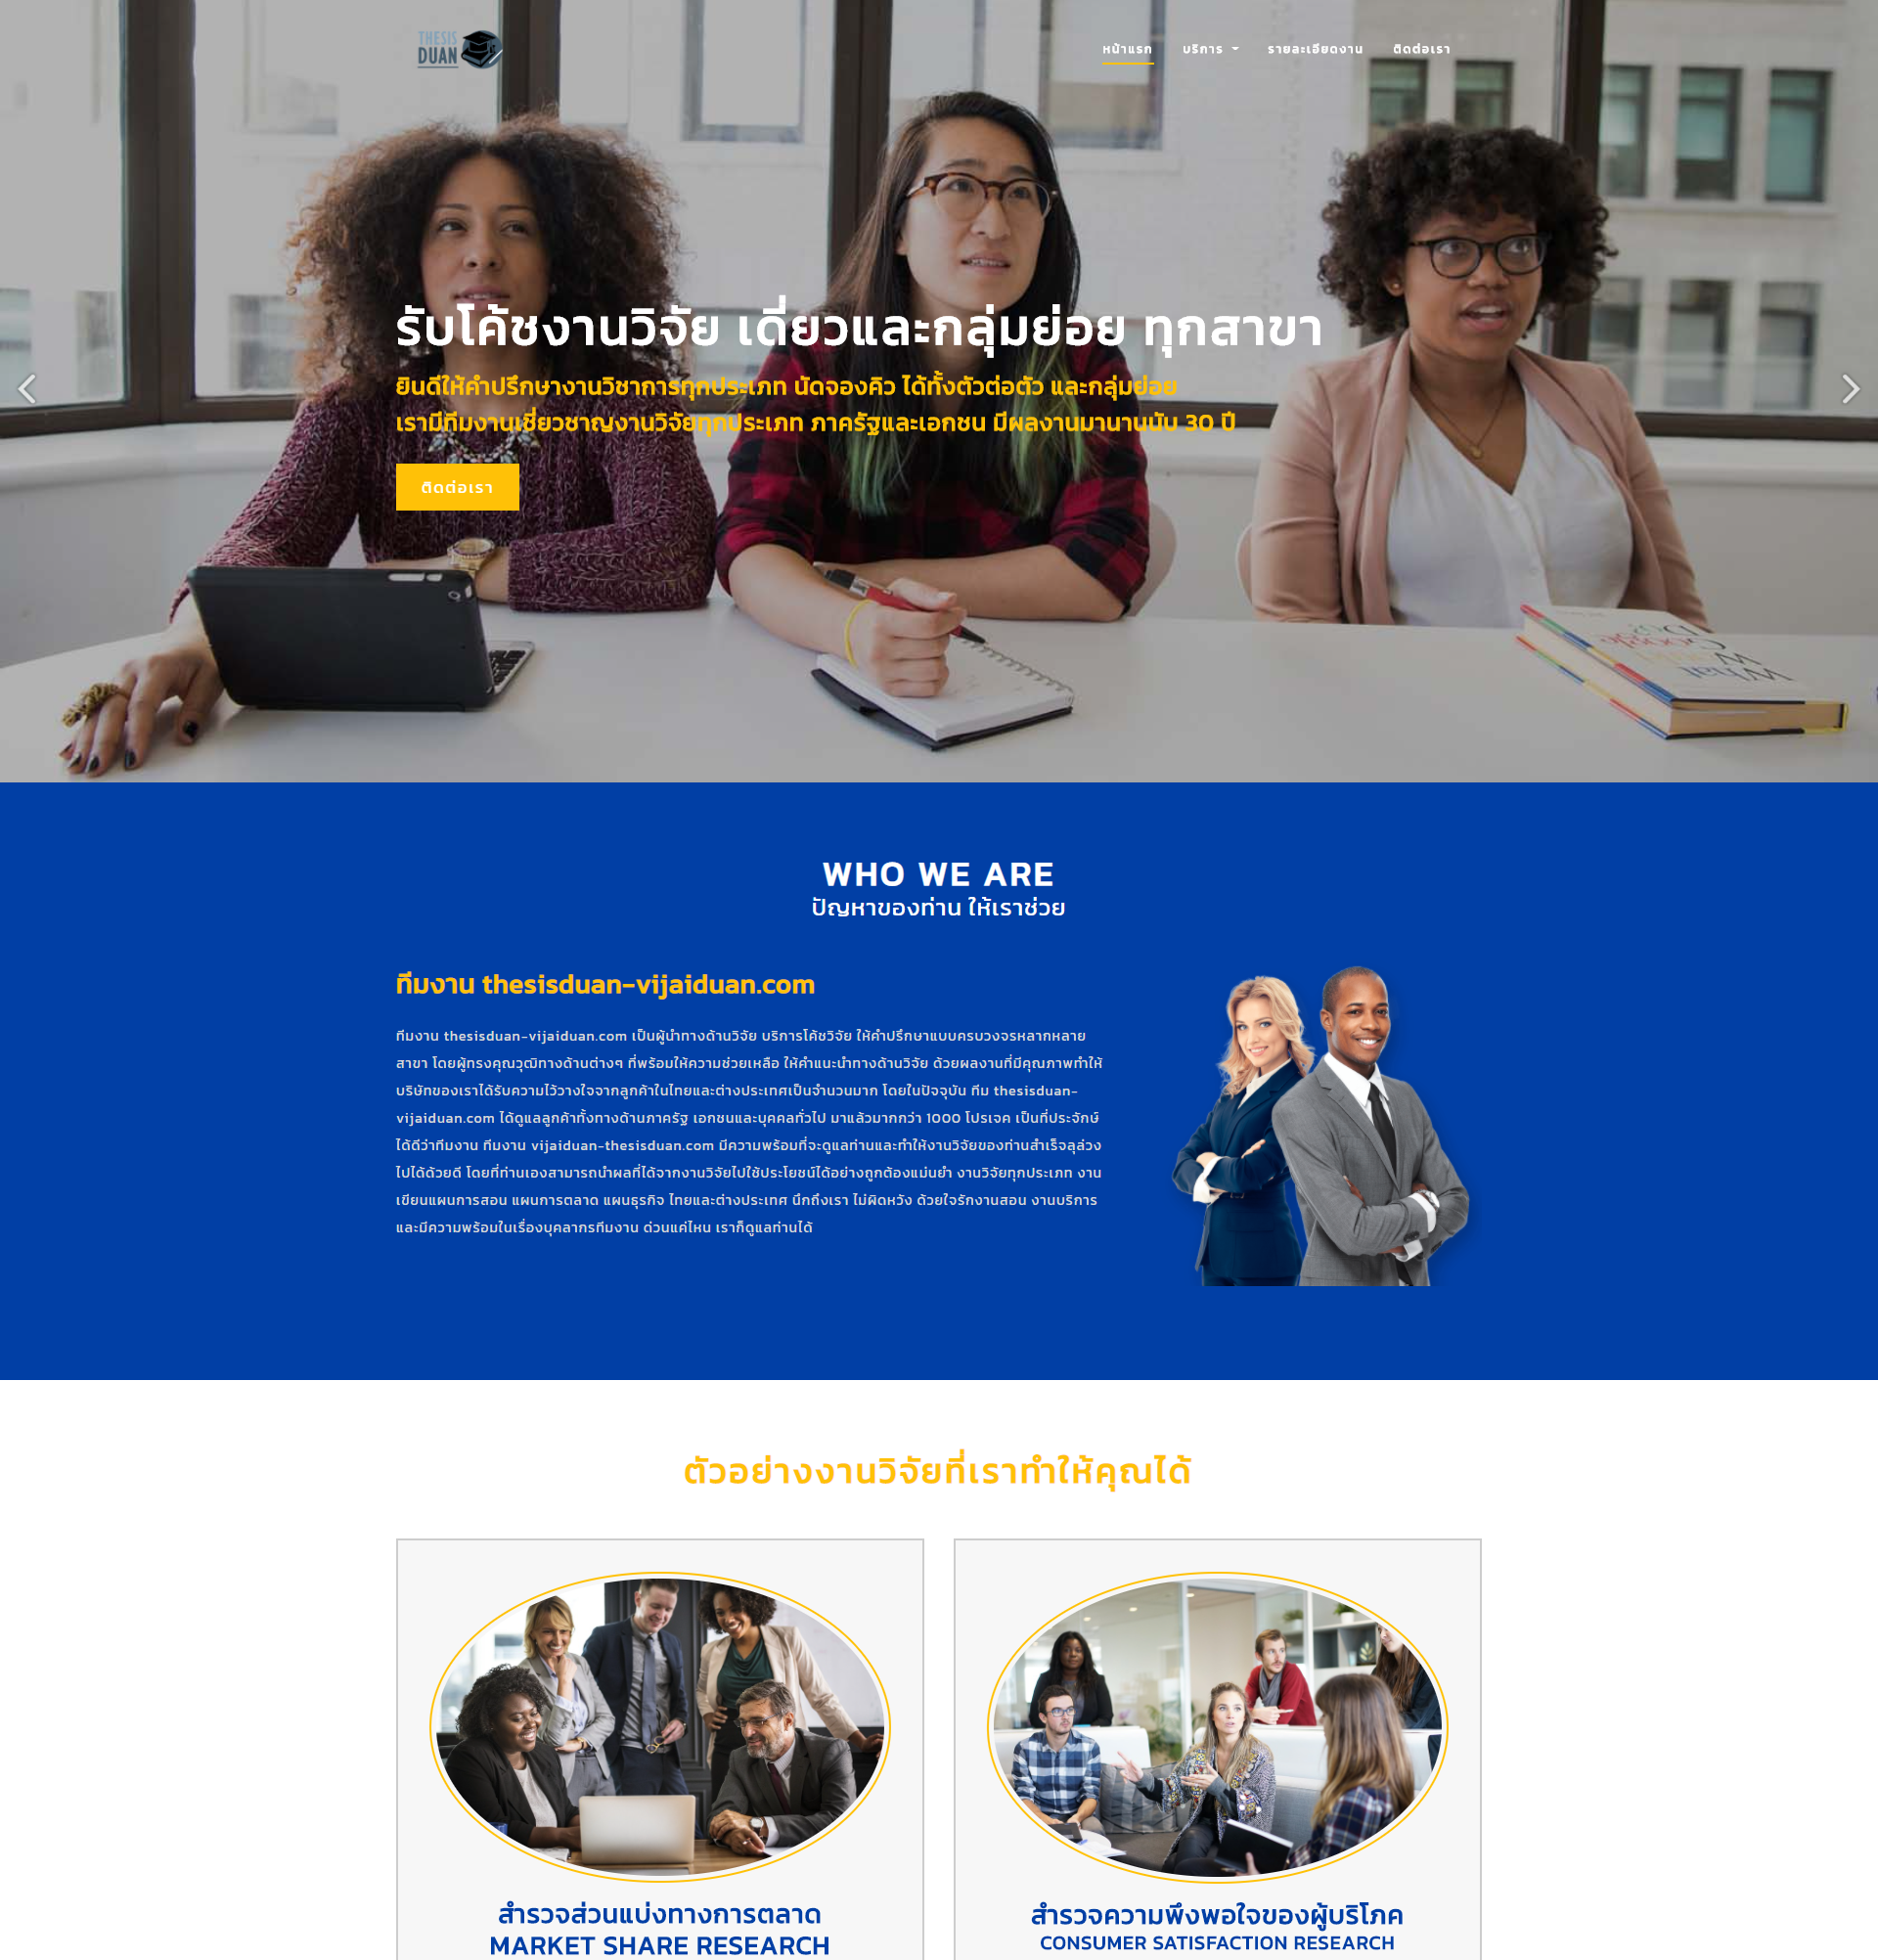 THESIS
DUAN
หน้าแรก
บริการ
รายละเอียดงาน
ติดต่อเรา
รับโค้ชงานวิจัย เดี่ยวและกลุ่มย่อย ทุกสาขา
ยินดีให้คำปรึกษางานวิชาการทุกประเภท นัดจองคิว ได้ทั้งตัวต่อตัว และกลุ่มย่อย
เรามีทีมงานเชี่ยวชาญงานวิจัยทุกประเภท ภาครัฐและเอกชน มีผลงานมานานนับ 30 ปี
ติดต่อเรา
What
Would
Google
Do?
WHO WE ARE
ปัญหาของท่าน ให้เราช่วย
ทีมงาน thesisduan-vijaiduan.com
ทีมงาน thesisduan-vijaiduan.com เป็นผู้นำทางด้านวิจัย บริการโค้ชวิจัย ให้คำปรึกษาแบบครบวงจรหลากหลาย
สาขา โดยผู้ทรงคุณวุฒิทางด้านต่างๆ ที่พร้อมให้ความช่วยเหลือ ให้คำแนะนำทางด้านวิจัย ด้วยผลงานที่มีคุณภาพทำให้
บริษัทของเราได้รับความไว้วางใจจากลูกค้าในไทยและต่างประเทศเป็นจำนวนมาก โดยในปัจจุบัน ทีม thesisduan-
vijaiduan.com ได้ดูแลลูกค้าทั้งทางด้านภาครัฐ เอกชนและบุคคลทั่วไป มาแล้วมากกว่า 1000 โปรเจค เป็นที่ประจักษ์
ได้ดีว่าทีมงาน ทีมงาน vijaiduan-thesisduan.com มีความพร้อมที่จะดูแลท่านและทำให้งานวิจัยของท่านสำเร็จลุล่วง
ไปได้ด้วยดี โดยที่ท่านเองสามารถนำผลที่ได้จากงานวิจัยไปใช้ประโยชน์ได้อย่างถูกต้องแม่นยำ งานวิจัยทุกประเภท งาน
เขียนแผนการสอน แผนการตลาด แผนธุรกิจ ไทยและต่างประเทศ นึกถึงเรา ไม่ผิดหวัง ด้วยใจรักงานสอน งานบริการ
และมีความพร้อมในเรื่องบุคลากรทีมงาน ด่วนแค่ไหน เราก็ดูแลท่านได้
ตัวอย่างงานวิจัยที่เราทำให้คุณได้
สำรวจส่วนแบ่งทางการตลาด
MARKET SHARE RESEARCH
สำรวจความพึงพอใจของผู้บริโภค
CONSUMER SATISFACTION RESEARCH